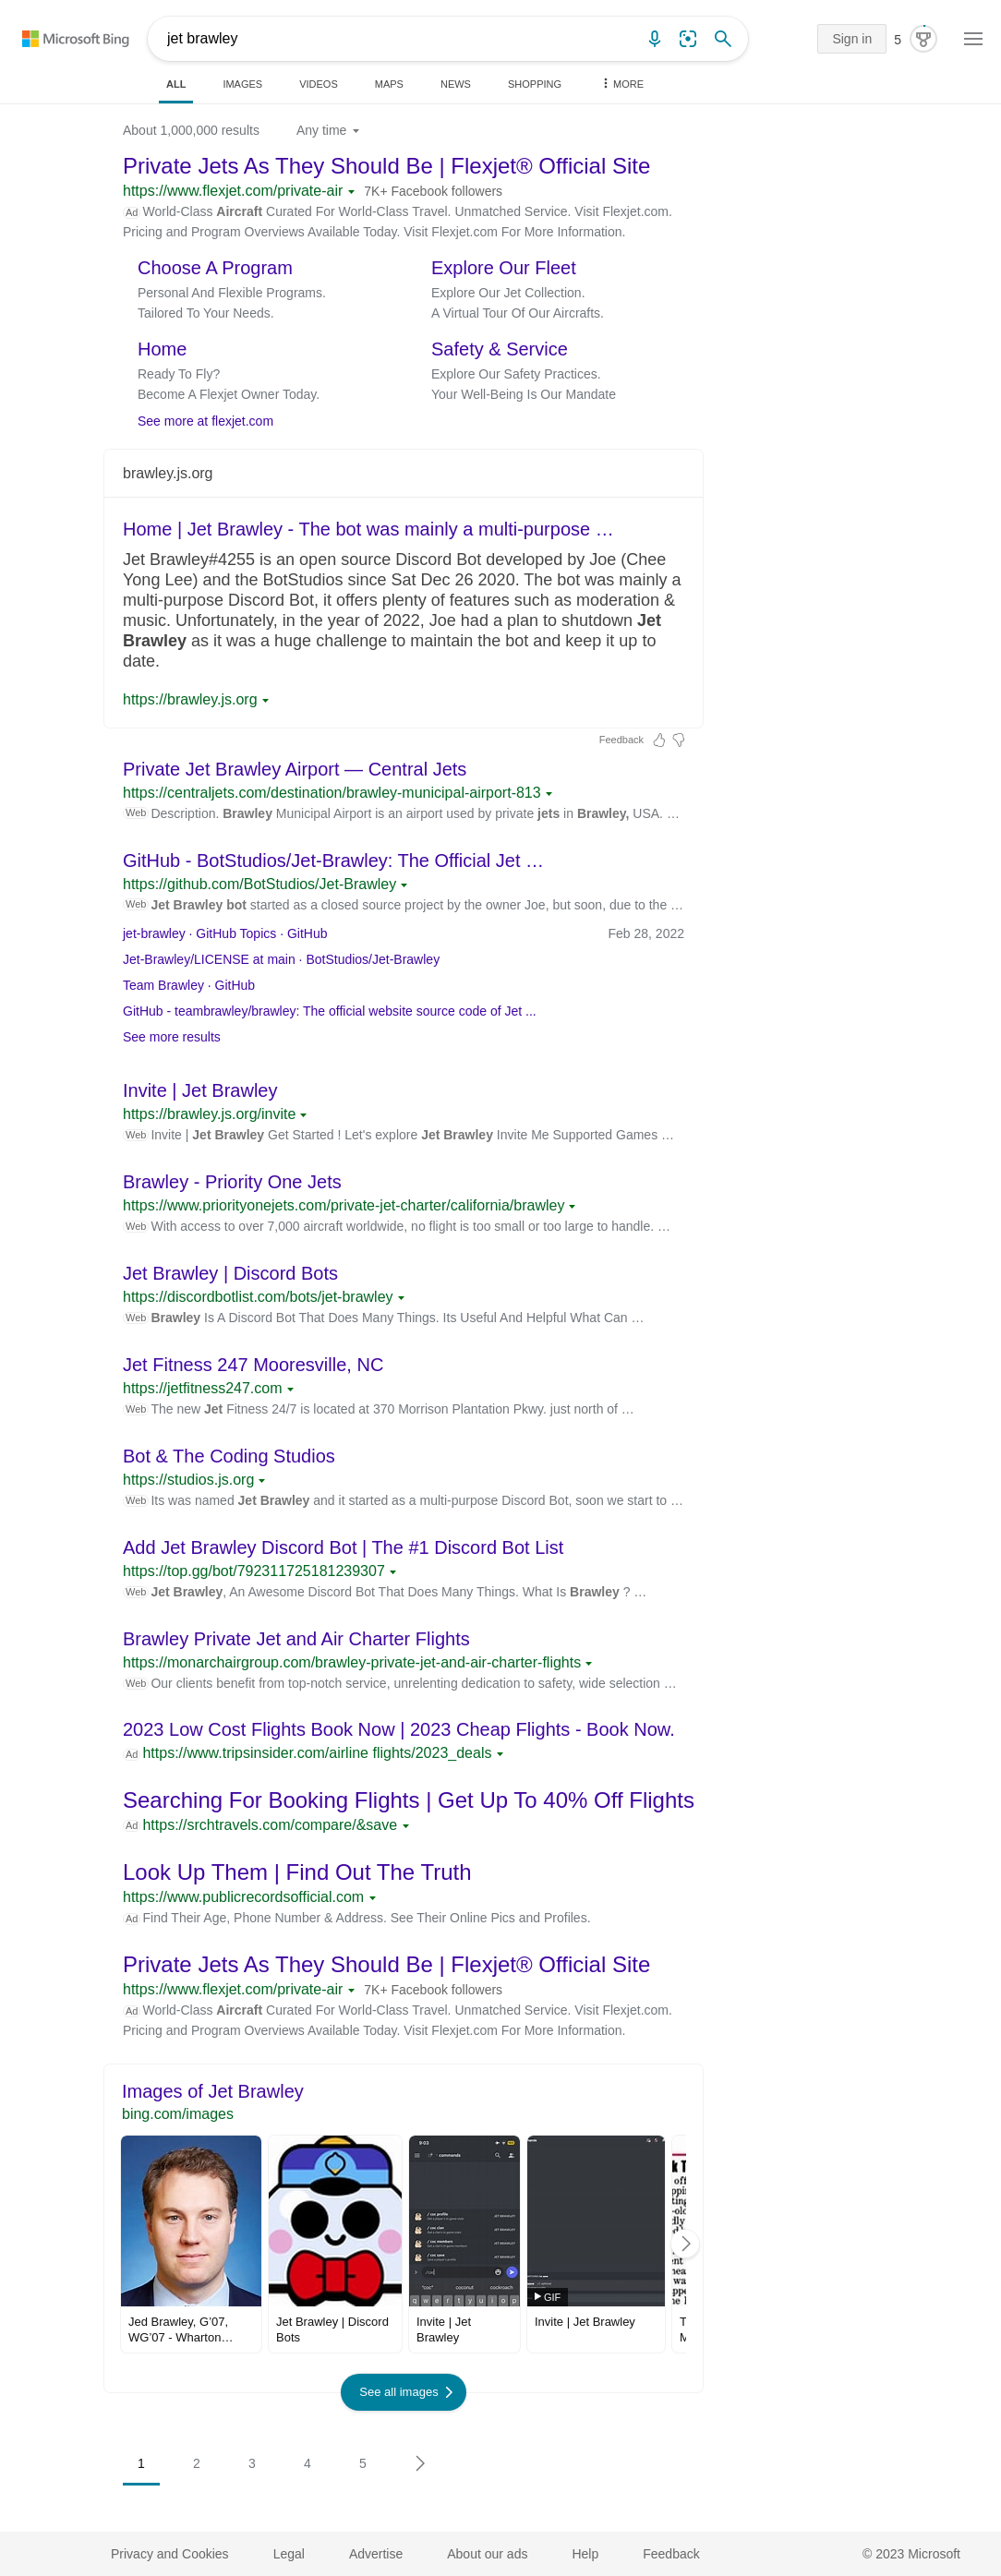 Microsoft Bing
jet brawley
Sign in
5
ALL
IMAGES
VIDEOS
MAPS
NEWS
SHOPPING
MORE
About 1,000,000 results
Any time
Private Jets As They Should Be | Flexjet® Official Site
https://www.flexjet.com/private-air 7K+ Facebook followers
Ad World-Class Aircraft Curated For World-Class Travel. Unmatched Service. Visit Flexjet.com.
Pricing and Program Overviews Available Today. Visit Flexjet.com For More Information.
Choose A Program
Personal And Flexible Programs.
Tailored To Your Needs.
Explore Our Fleet
Explore Our Jet Collection.
A Virtual Tour Of Our Aircrafts.
Home
Ready To Fly?
Become A Flexjet Owner Today.
Safety & Service
Explore Our Safety Practices.
Your Well-Being Is Our Mandate
See more at flexjet.com
brawley.js.org
Home | Jet Brawley - The bot was mainly a multi-purpose …
Jet Brawley#4255 is an open source Discord Bot developed by Joe (Chee
Yong Lee) and the BotStudios since Sat Dec 26 2020. The bot was mainly a
multi-purpose Discord Bot, it offers plenty of features such as moderation &
music. Unfortunately, in the year of 2022, Joe had a plan to shutdown Jet
Brawley as it was a huge challenge to maintain the bot and keep it up to
date.
https://brawley.js.org
Feedback
Private Jet Brawley Airport — Central Jets
https://centraljets.com/destination/brawley-municipal-airport-813
Web Description. Brawley Municipal Airport is an airport used by private jets in Brawley, USA. …
GitHub - BotStudios/Jet-Brawley: The Official Jet …
https://github.com/BotStudios/Jet-Brawley
Web Jet Brawley bot started as a closed source project by the owner Joe, but soon, due to the …
jet-brawley · GitHub Topics · GitHub
Feb 28, 2022
Jet-Brawley/LICENSE at main · BotStudios/Jet-Brawley
Team Brawley · GitHub
GitHub - teambrawley/brawley: The official website source code of Jet ...
See more results
Invite | Jet Brawley
https://brawley.js.org/invite
Web Invite | Jet Brawley Get Started ! Let's explore Jet Brawley Invite Me Supported Games …
Brawley - Priority One Jets
https://www.priorityonejets.com/private-jet-charter/california/brawley
Web With access to over 7,000 aircraft worldwide, no flight is too small or too large to handle. …
Jet Brawley | Discord Bots
https://discordbotlist.com/bots/jet-brawley
Web Brawley Is A Discord Bot That Does Many Things. Its Useful And Helpful What Can …
Jet Fitness 247 Mooresville, NC
https://jetfitness247.com
Web The new Jet Fitness 24/7 is located at 370 Morrison Plantation Pkwy. just north of …
Bot & The Coding Studios
https://studios.js.org
Web Its was named Jet Brawley and it started as a multi-purpose Discord Bot, soon we start to …
Add Jet Brawley Discord Bot | The #1 Discord Bot List
https://top.gg/bot/792311725181239307
Web Jet Brawley, An Awesome Discord Bot That Does Many Things. What Is Brawley ? …
Brawley Private Jet and Air Charter Flights
https://monarchairgroup.com/brawley-private-jet-and-air-charter-flights
Web Our clients benefit from top-notch service, unrelenting dedication to safety, wide selection …
2023 Low Cost Flights Book Now | 2023 Cheap Flights - Book Now.
Ad https://www.tripsinsider.com/airline flights/2023_deals
Searching For Booking Flights | Get Up To 40% Off Flights
Ad https://srchtravels.com/compare/&save
Look Up Them | Find Out The Truth
https://www.publicrecordsofficial.com
Ad Find Their Age, Phone Number & Address. See Their Online Pics and Profiles.
Private Jets As They Should Be | Flexjet® Official Site
https://www.flexjet.com/private-air 7K+ Facebook followers
Ad World-Class Aircraft Curated For World-Class Travel. Unmatched Service. Visit Flexjet.com.
Pricing and Program Overviews Available Today. Visit Flexjet.com For More Information.
Images of Jet Brawley
bing.com/images
9:03
commands
GIF
Jed Brawley, G'07,
WG'07 - Wharton…
Jet Brawley | Discord
Bots
Invite | Jet
Brawley
Invite | Jet Brawley
See all images
1
2
3
4
5
Privacy and Cookies
Legal
Advertise
About our ads
Help
Feedback
© 2023 Microsoft